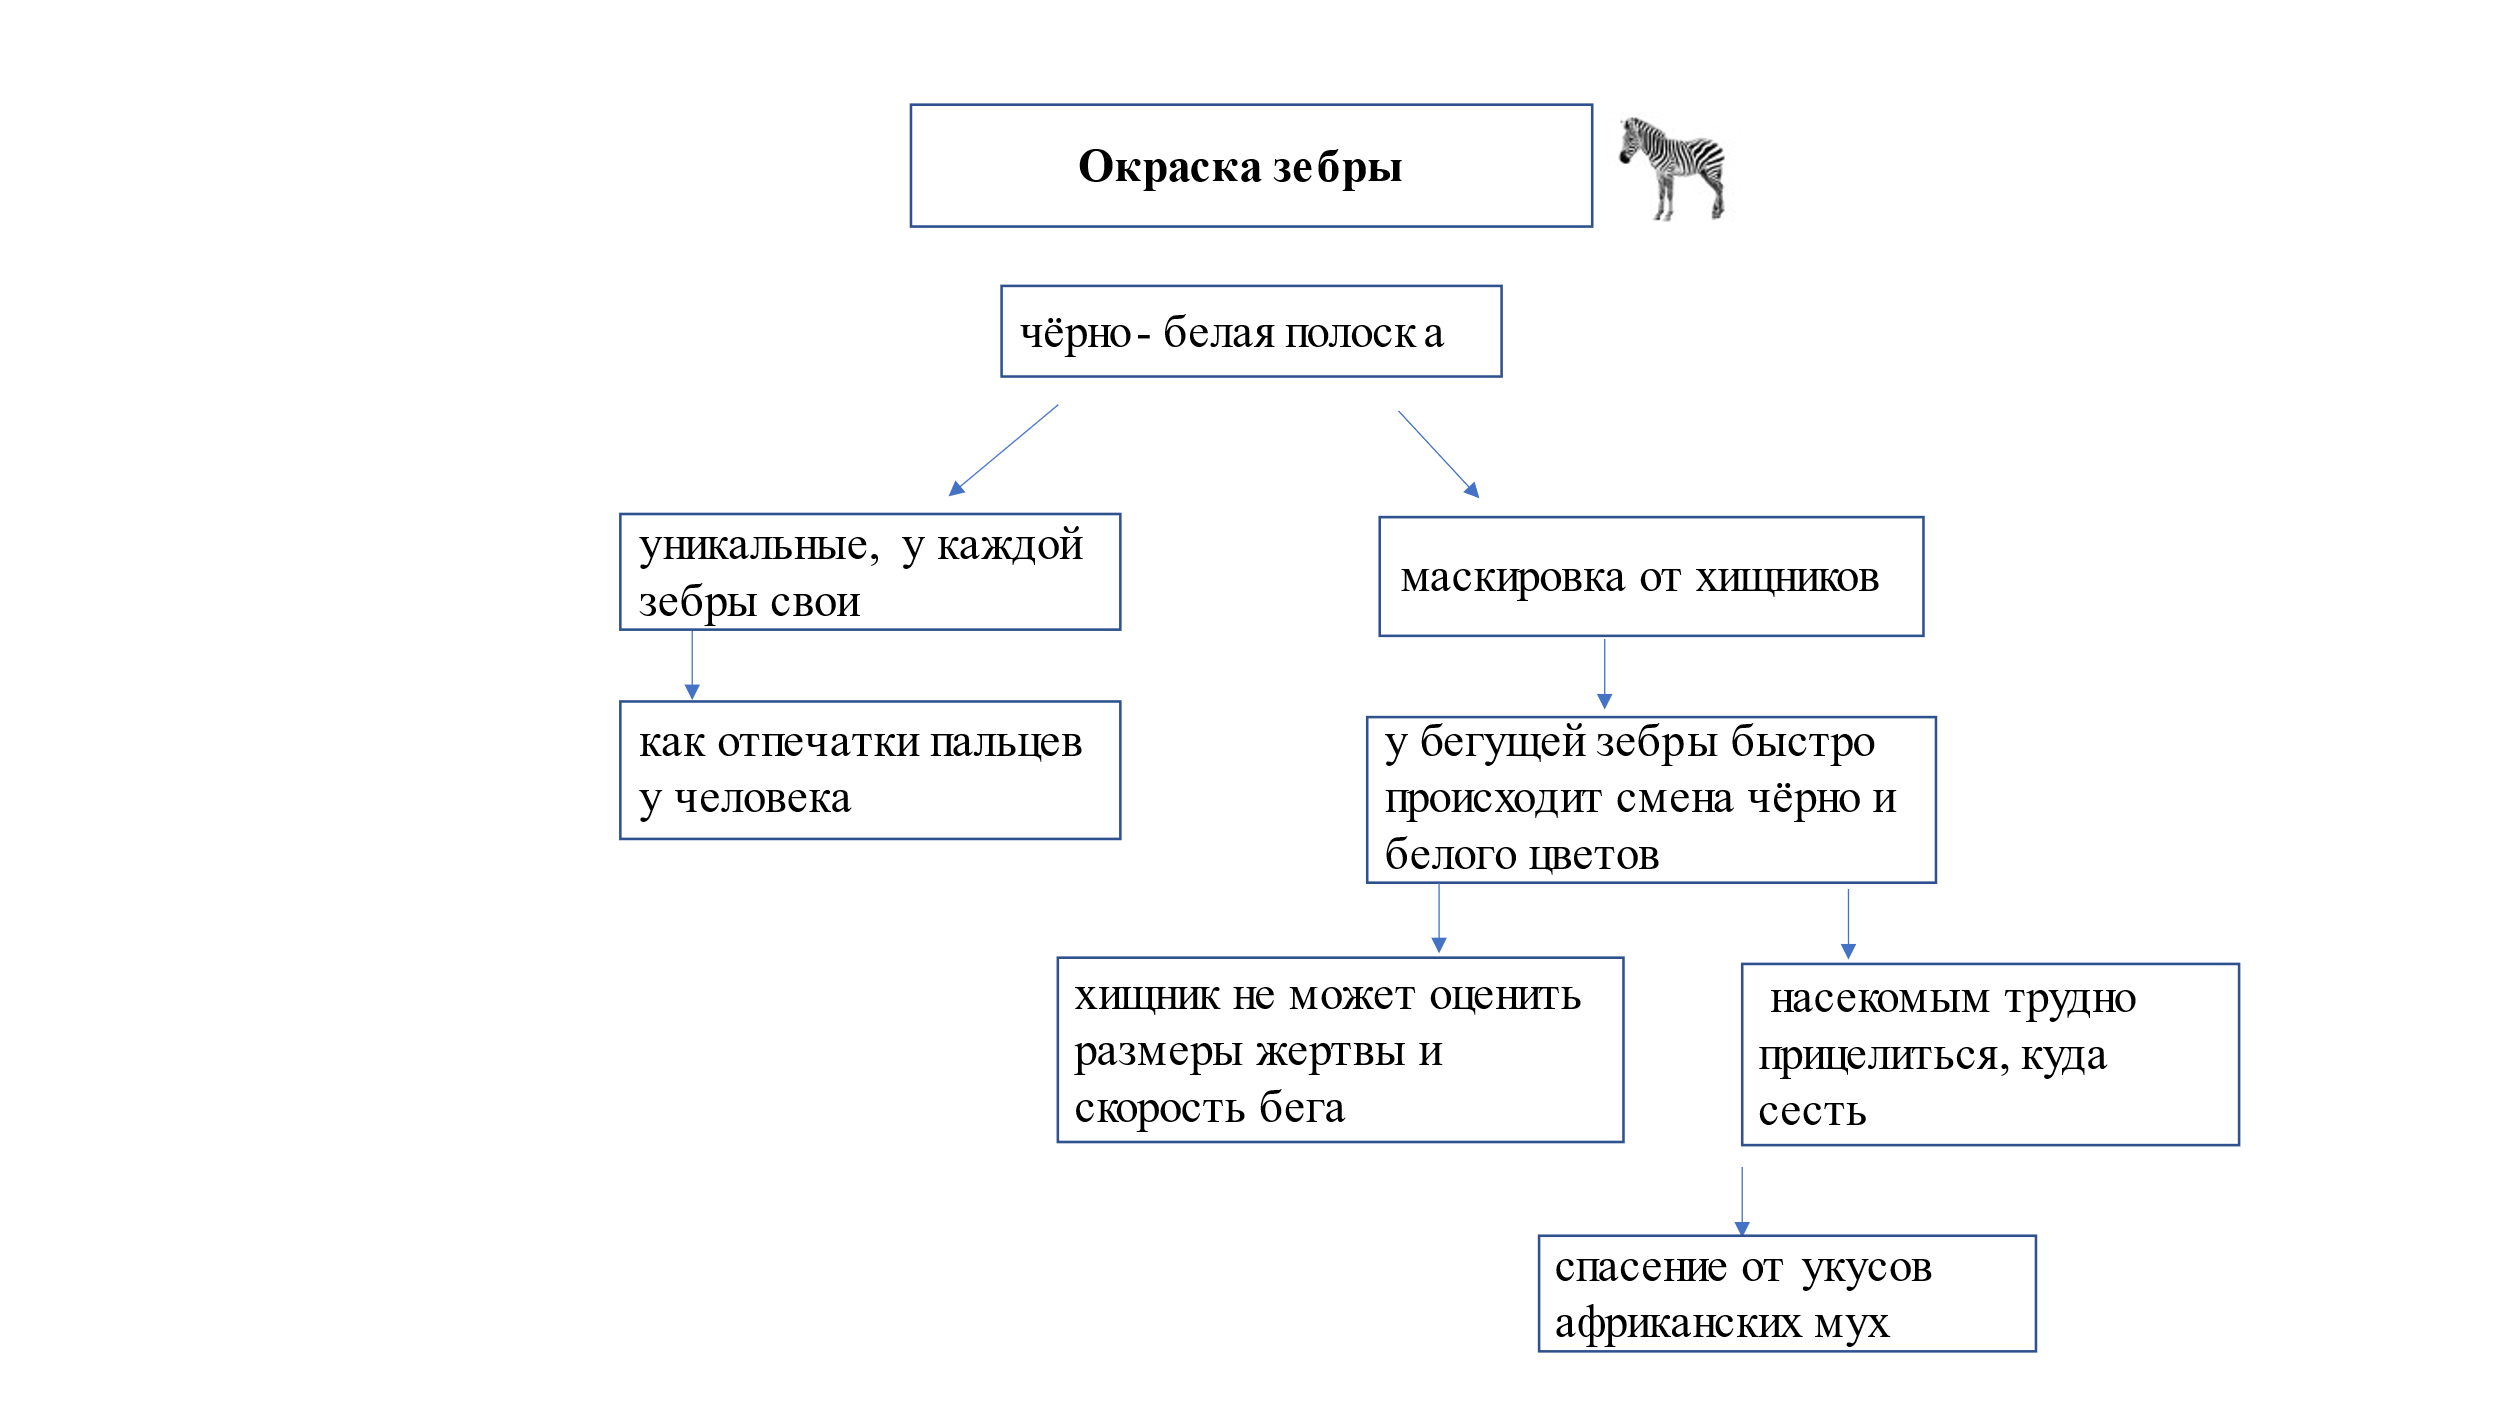 Окраска зебры
чёрно- белая полоска
уникальные, у каждой
зебры свои
маскировка от хищников
как отпечатки пальцев
у человека
у бегущей зебры быстро
происходит смена чёрно и
белого цветов
хищник не может оценить
размеры жертвы и
скорость бега
насекомым трудно
прицелиться, куда
сесть
спасение от укусов
африканских мух